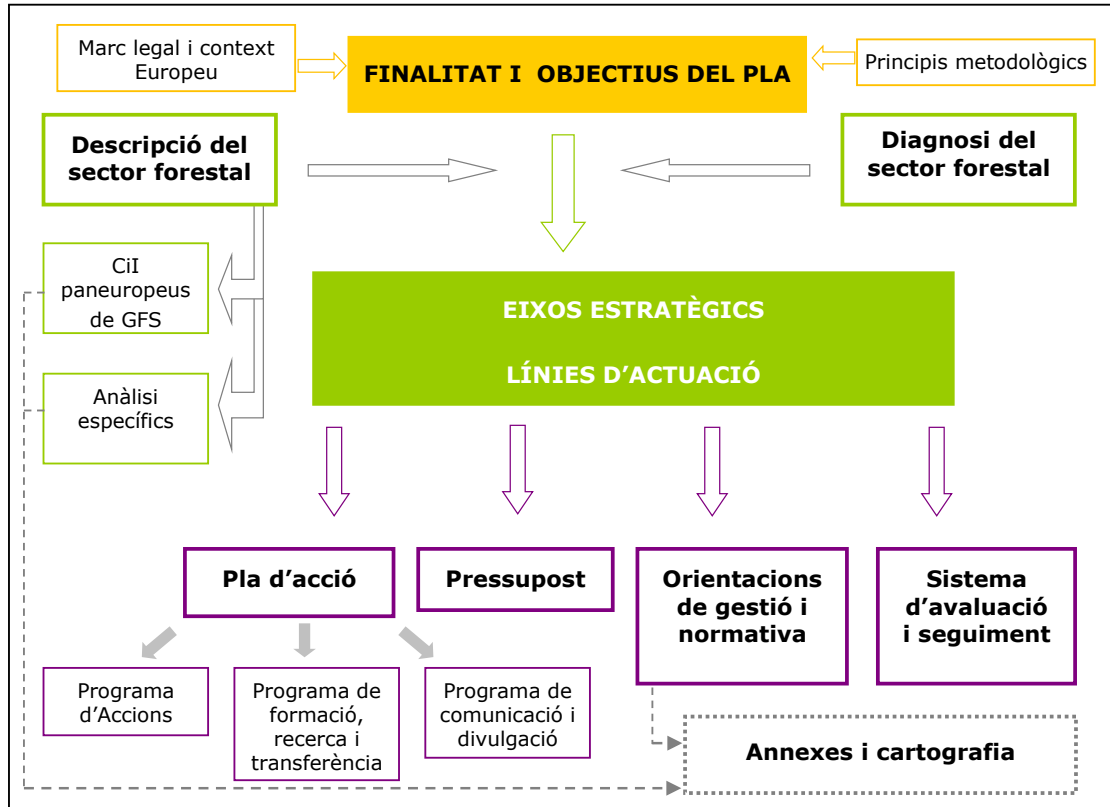 Marc legal i context
Europeu
FINALITAT I OBJECTIUS DEL PLA
Principis metodològics
Descripció del
sector forestal
Diagnosi del
sector forestal
CiI
paneuropeus
de GFS
EIXOS ESTRATÈGICS
LÍNIES D’ACTUACIÓ
Anàlisi
específics
Pla d’acció
Pressupost
Orientacions
de gestió i
normativa
Sistema
d’avaluació
i seguiment
Programa
d’Accions
Programa de
formació,
recerca i
transferència
Programa de
comunicació i
divulgació
Annexes i cartografia